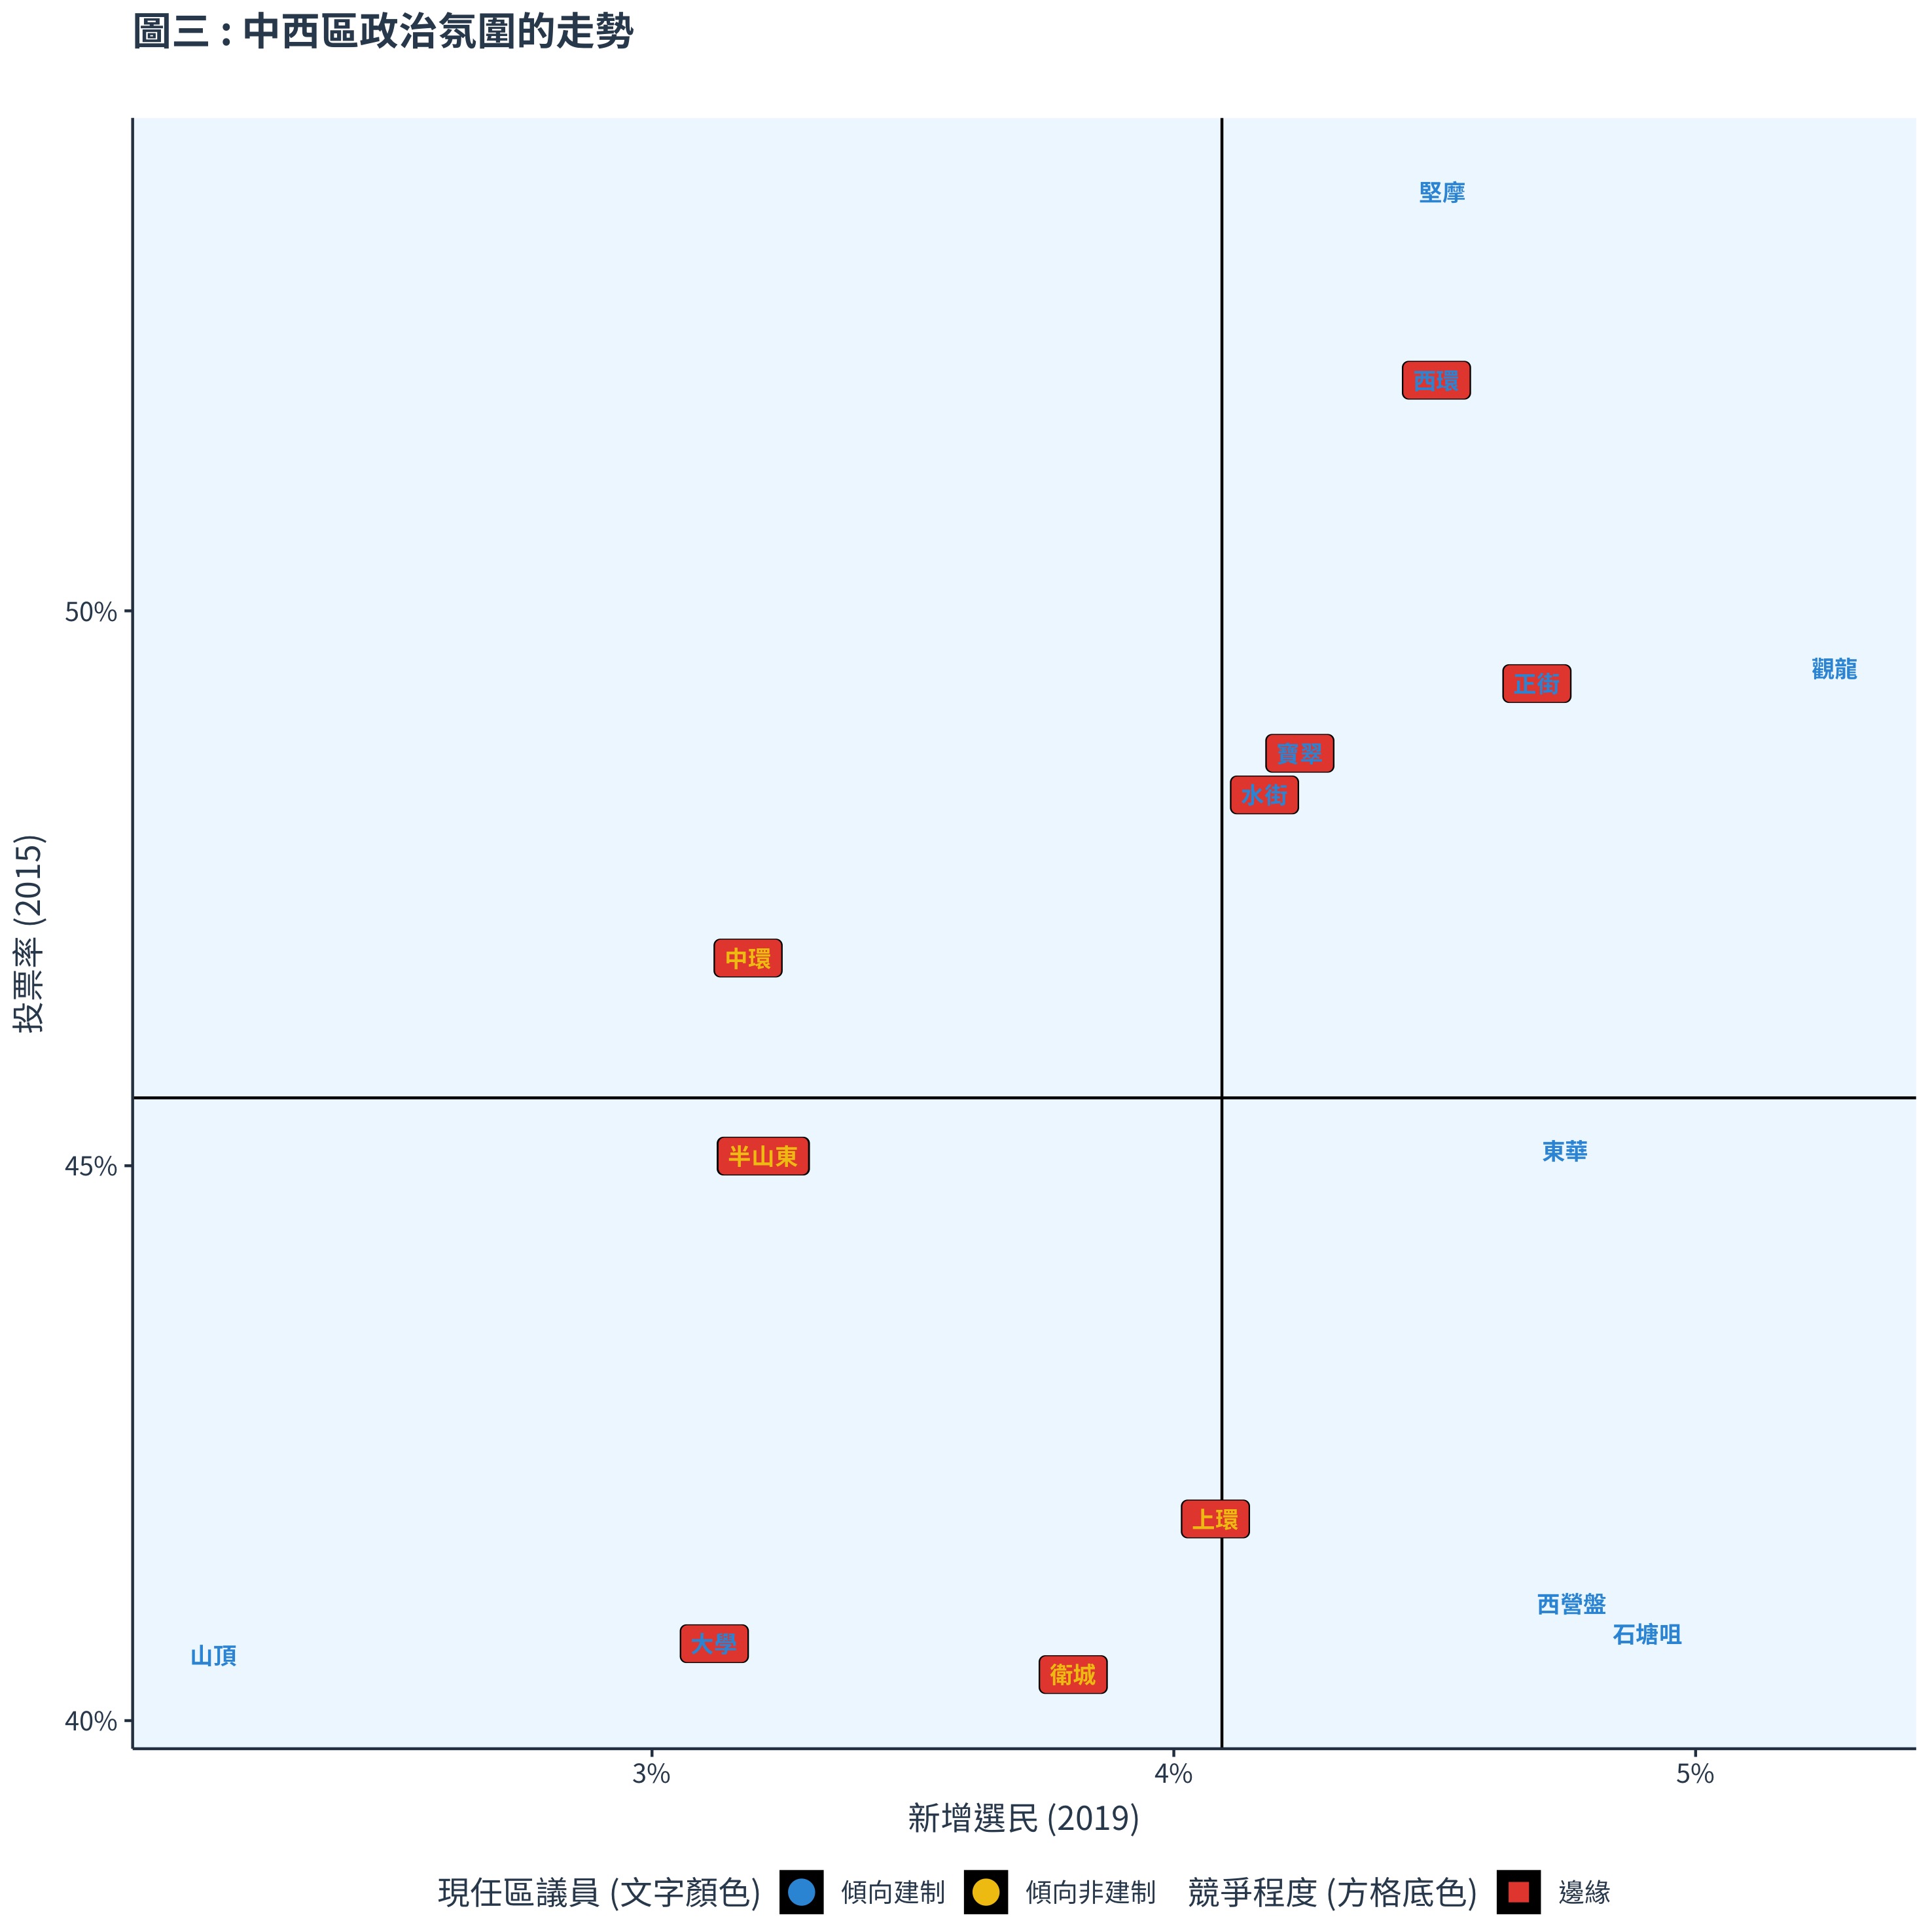 圖三：中西區政治氛圍的走勢
堅摩
西環
50%
觀龍
正街
寶翠
水街
投票率 (2015)
中環
東華
半山東
45%
上環
西營盤
石塘咀
大學
山頂
衛城
40%
3% 4% 5%
新增選民 (2019)
現任區議員 (文字顏色) 傾向建制 傾向非建制 競爭程度 (方格底色) 邊緣